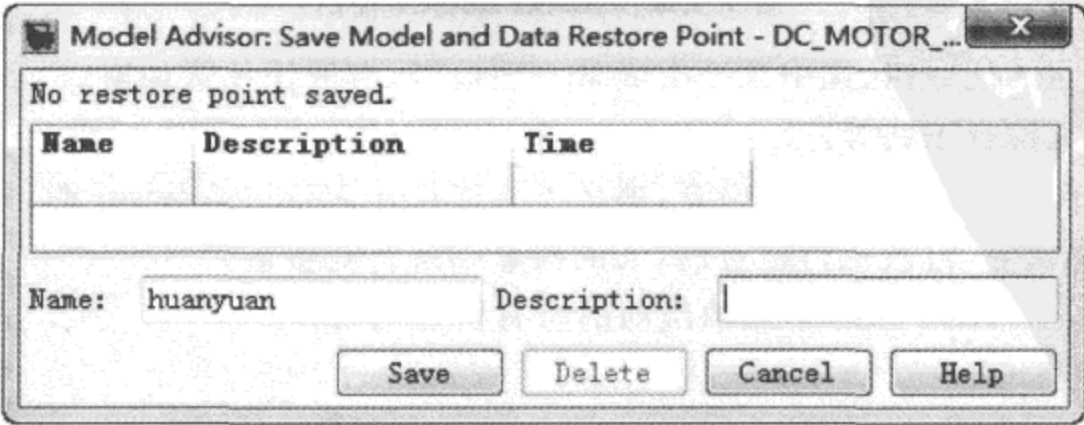 Model Advisor: Save Model and Data Restore Point - DC_MOTOR_...
No restore point saved.
Name Description Time
Name: huanyuan Description:
Save Delete Cancel Help